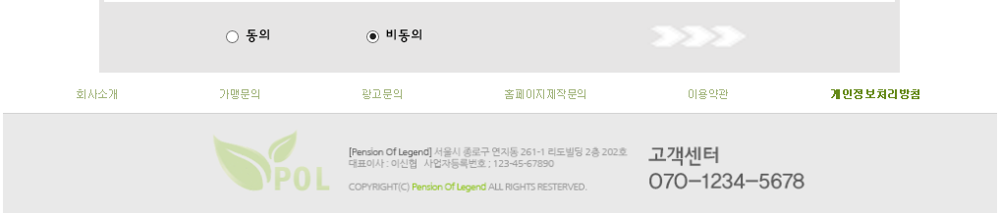 동의 비동의
회사소개 가맹문의 광고문의 홈페이지제작문의 이용약관 개인정보처리방침
POL
[Pension Of Legend] 서울시 종로구 연지동 261-1 리도빌딩 2층 202호
대표이사 : 이신협 사업자등록번호 ; 123-45-67890
COPYRIGHT(C) Pension Of Legend ALL RIGHTS RESTERVED.
고객센터
070-1234-5678